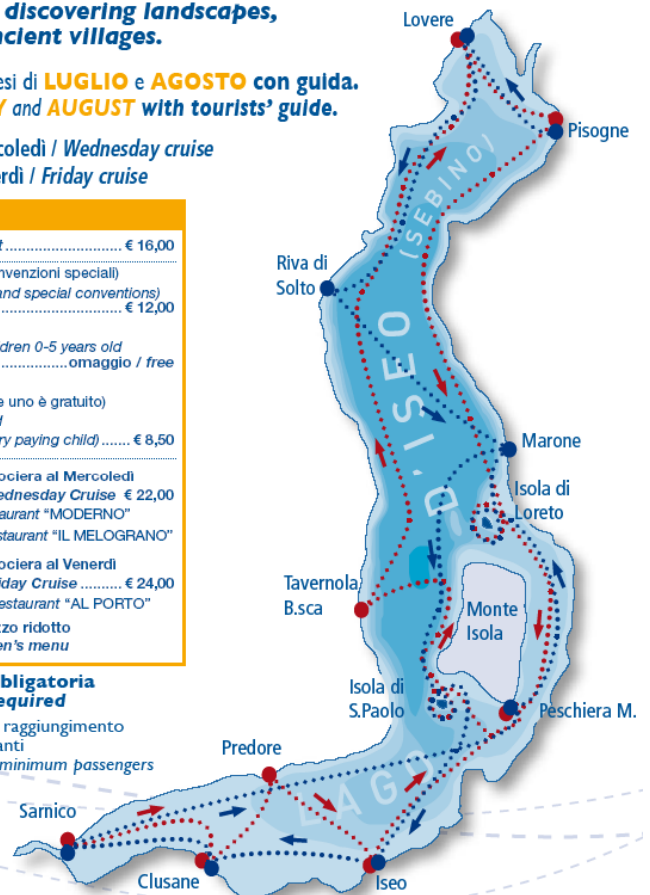 discovering landscapes,
ncient villages.
esi di LUGLIO e AGOSTO con guida.
Y and AUGUST with tourists' guide.
coledì / Wednesday cruise
rdì / Friday cruise
t ............................ € 16,00
nvenzioni speciali)
and special conventions)
............................ € 12,00
dren 0-5 years old
................omaggio / free
e uno è gratuito)
d
ry paying child)....... € 8,50
ociera al Mercoledì
ednesday Cruise € 22,00
aurant “MODERNO”
staurant “IL MELOGRANO”
ociera al Venerdì
iday Cruise .......... € 24,00
estaurant “AL PORTO”
zzo ridotto
en's menu
bligatoria
equired
raggiungimento
anti
minimum passengers
Lovere
Pisogne
(SEBINO)
Riva di
Solto
LAGO D'ISEO
Marone
Isola di
Loreto
Tavernola
B.sca
Monte
Isola
Isola di
S.Paolo
Peschiera M.
Predore
Sarnico
Clusane
Iseo